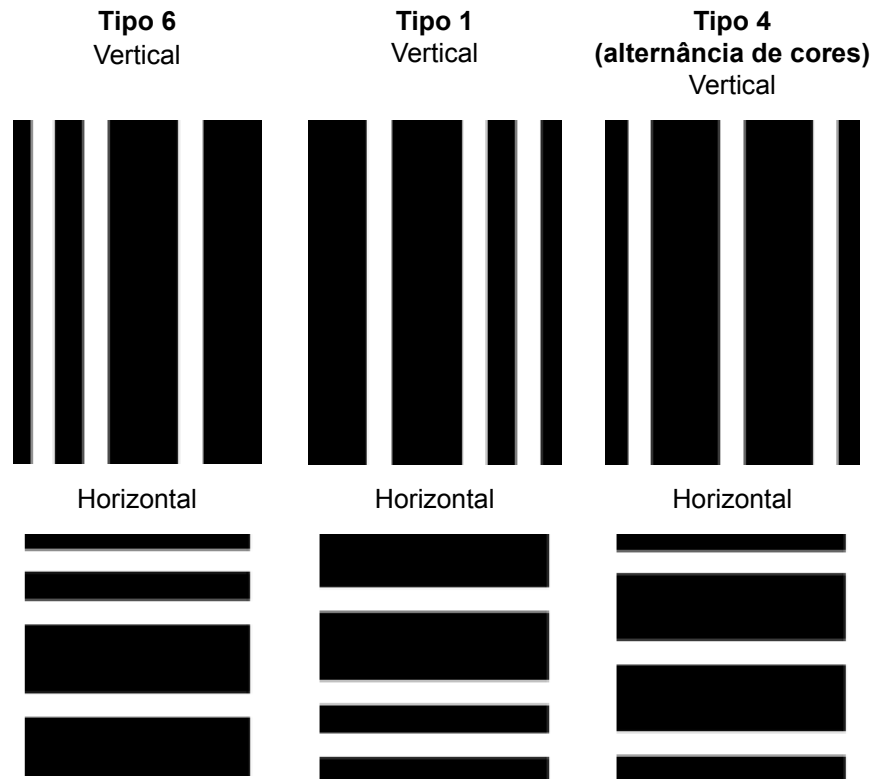 Tipo 6
Vertical
Tipo 1
Vertical
Tipo 4
(alternância de cores)
Vertical
Horizontal
Horizontal
Horizontal